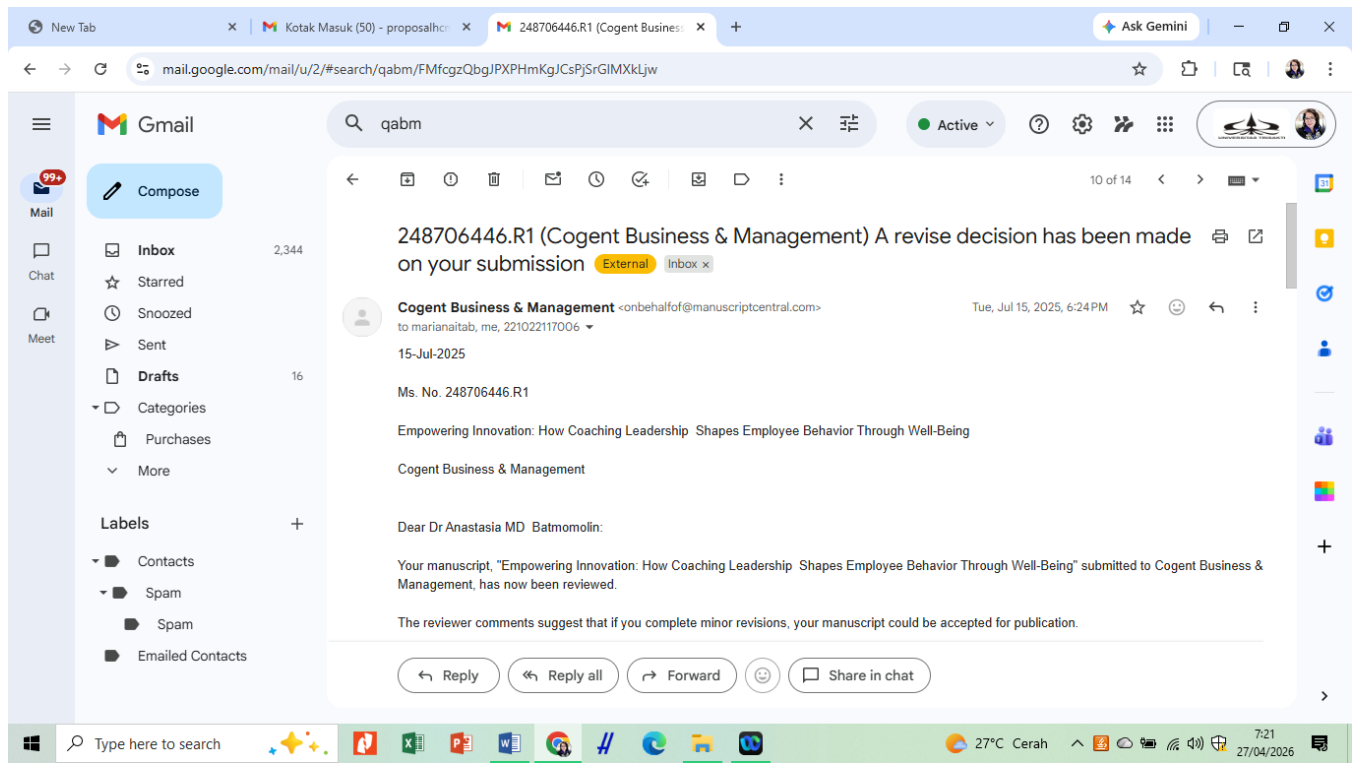 New Tab
Kotak Masuk (50) - proposalhcr
248706446.R1 (Cogent Busines
Ask Gemini
mail.google.com/mail/u/2/#search/qabm/FMfcgzQbgJPXPHmKgJCsPjSrGlMXkLjw
Gmail
qabm
Active
99+
Mail
Chat
Meet
Compose
Inbox 2,344
Starred
Snoozed
Sent
Drafts 16
Categories
Purchases
More
Labels
Contacts
Spam
Spam
Emailed Contacts
10 of 14
248706446.R1 (Cogent Business & Management) A revise decision has been made
on your submission External Inbox ×
Cogent Business & Management <onbehalfof@manuscriptcentral.com> Tue, Jul 15, 2025, 6:24 PM
to marianaitab, me, 221022117006
15-Jul-2025
Ms. No. 248706446.R1
Empowering Innovation: How Coaching Leadership Shapes Employee Behavior Through Well-Being
Cogent Business & Management
Dear Dr Anastasia MD Batmomolin:
Your manuscript, "Empowering Innovation: How Coaching Leadership Shapes Employee Behavior Through Well-Being" submitted to Cogent Business &
Management, has now been reviewed.
The reviewer comments suggest that if you complete minor revisions, your manuscript could be accepted for publication.
Reply
Reply all
Forward
Share in chat
31
Type here to search
27°C Cerah
7:21
27/04/2026